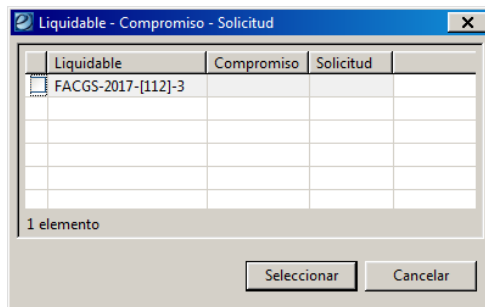 Liquidable - Compromiso - Solicitud
Liquidable Compromiso Solicitud
FACGS-2017-[112]-3
1 elemento
Seleccionar Cancelar